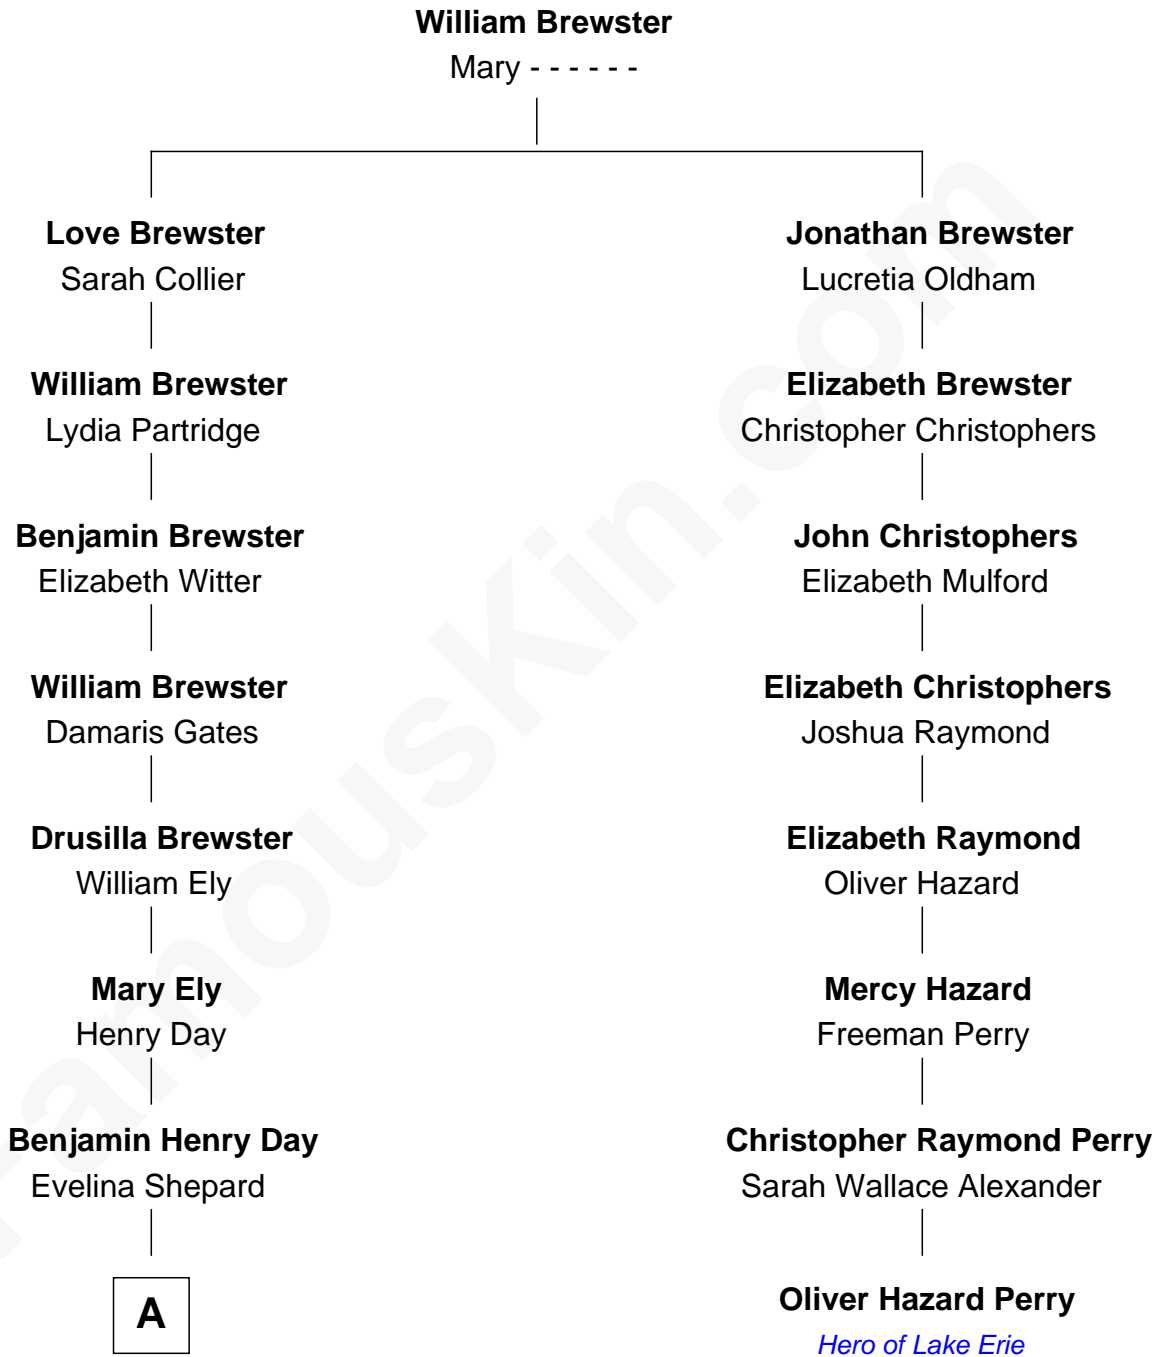 William Brewster
Mary - - - - - -
Love Brewster
Sarah Collier
Jonathan Brewster
Lucretia Oldham
William Brewster
Lydia Partridge
Elizabeth Brewster
Christopher Christophers
Benjamin Brewster
Elizabeth Witter
John Christophers
Elizabeth Mulford
William Brewster
Damaris Gates
Elizabeth Christophers
Joshua Raymond
Drusilla Brewster
William Ely
Elizabeth Raymond
Oliver Hazard
Mary Ely
Henry Day
Mercy Hazard
Freeman Perry
Benjamin Henry Day
Evelina Shepard
Christopher Raymond Perry
Sarah Wallace Alexander
A
Oliver Hazard Perry
Hero of Lake Erie
FamousKin.com